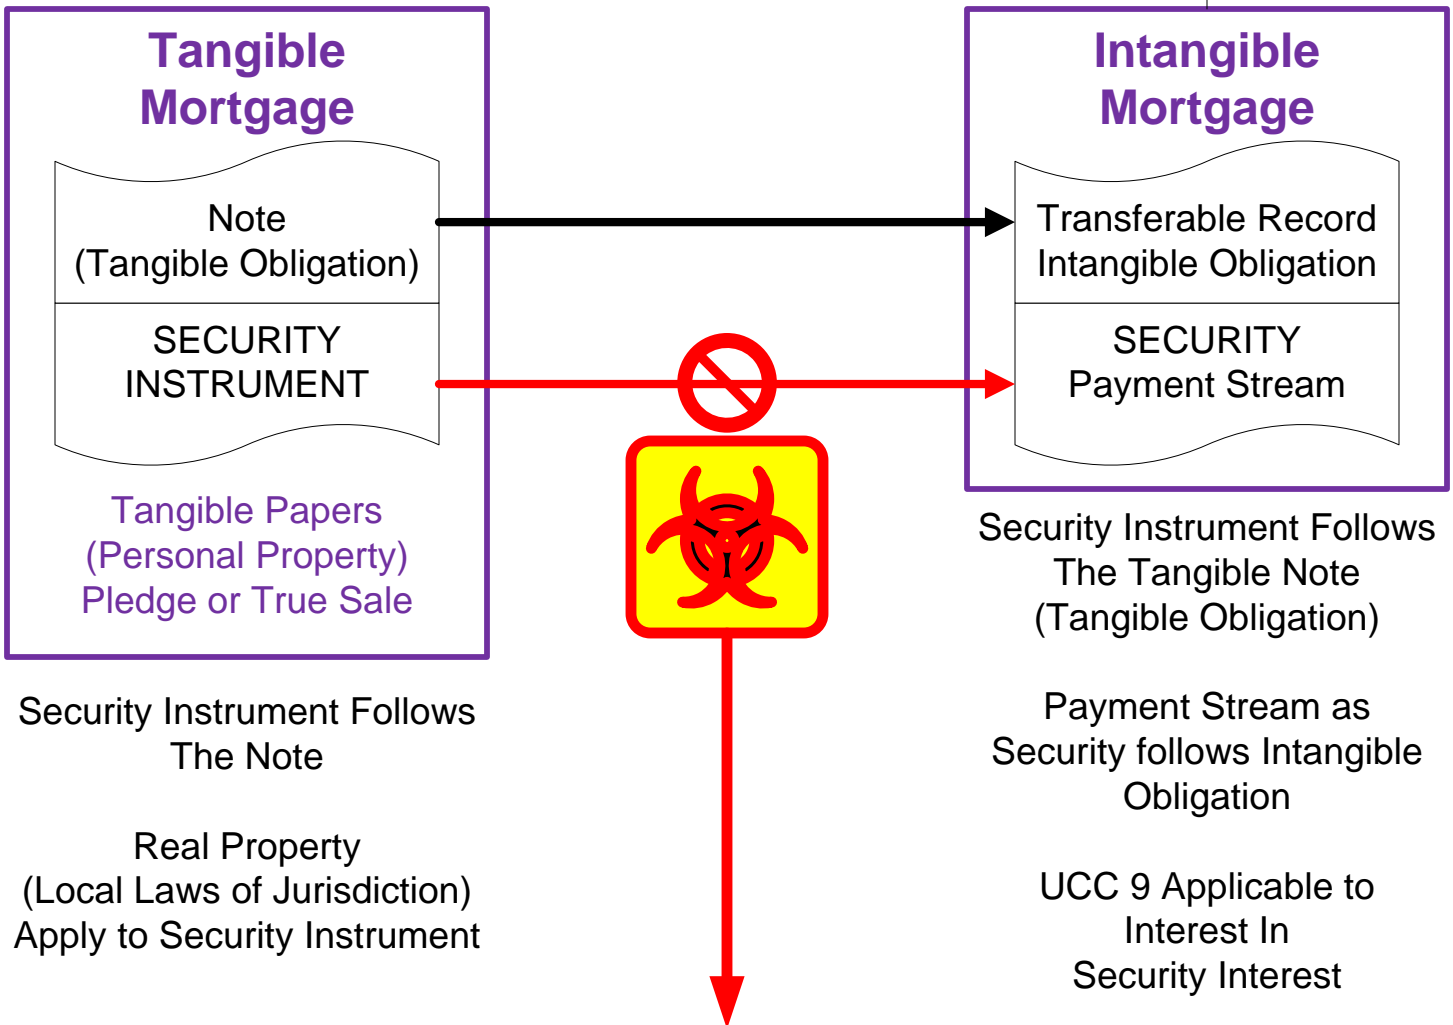 Tangible
Mortgage
Note
(Tangible Obligation)
SECURITY
INSTRUMENT
Tangible Papers
(Personal Property)
Pledge or True Sale
Security Instrument Follows
The Note
Real Property
(Local Laws of Jurisdiction)
Apply to Security Instrument
Intangible
Mortgage
Transferable Record
Intangible Obligation
SECURITY
Payment Stream
Security Instrument Follows
The Tangible Note
(Tangible Obligation)
Payment Stream as
Security follows Intangible
Obligation
UCC 9 Applicable to
Interest In
Security Interest